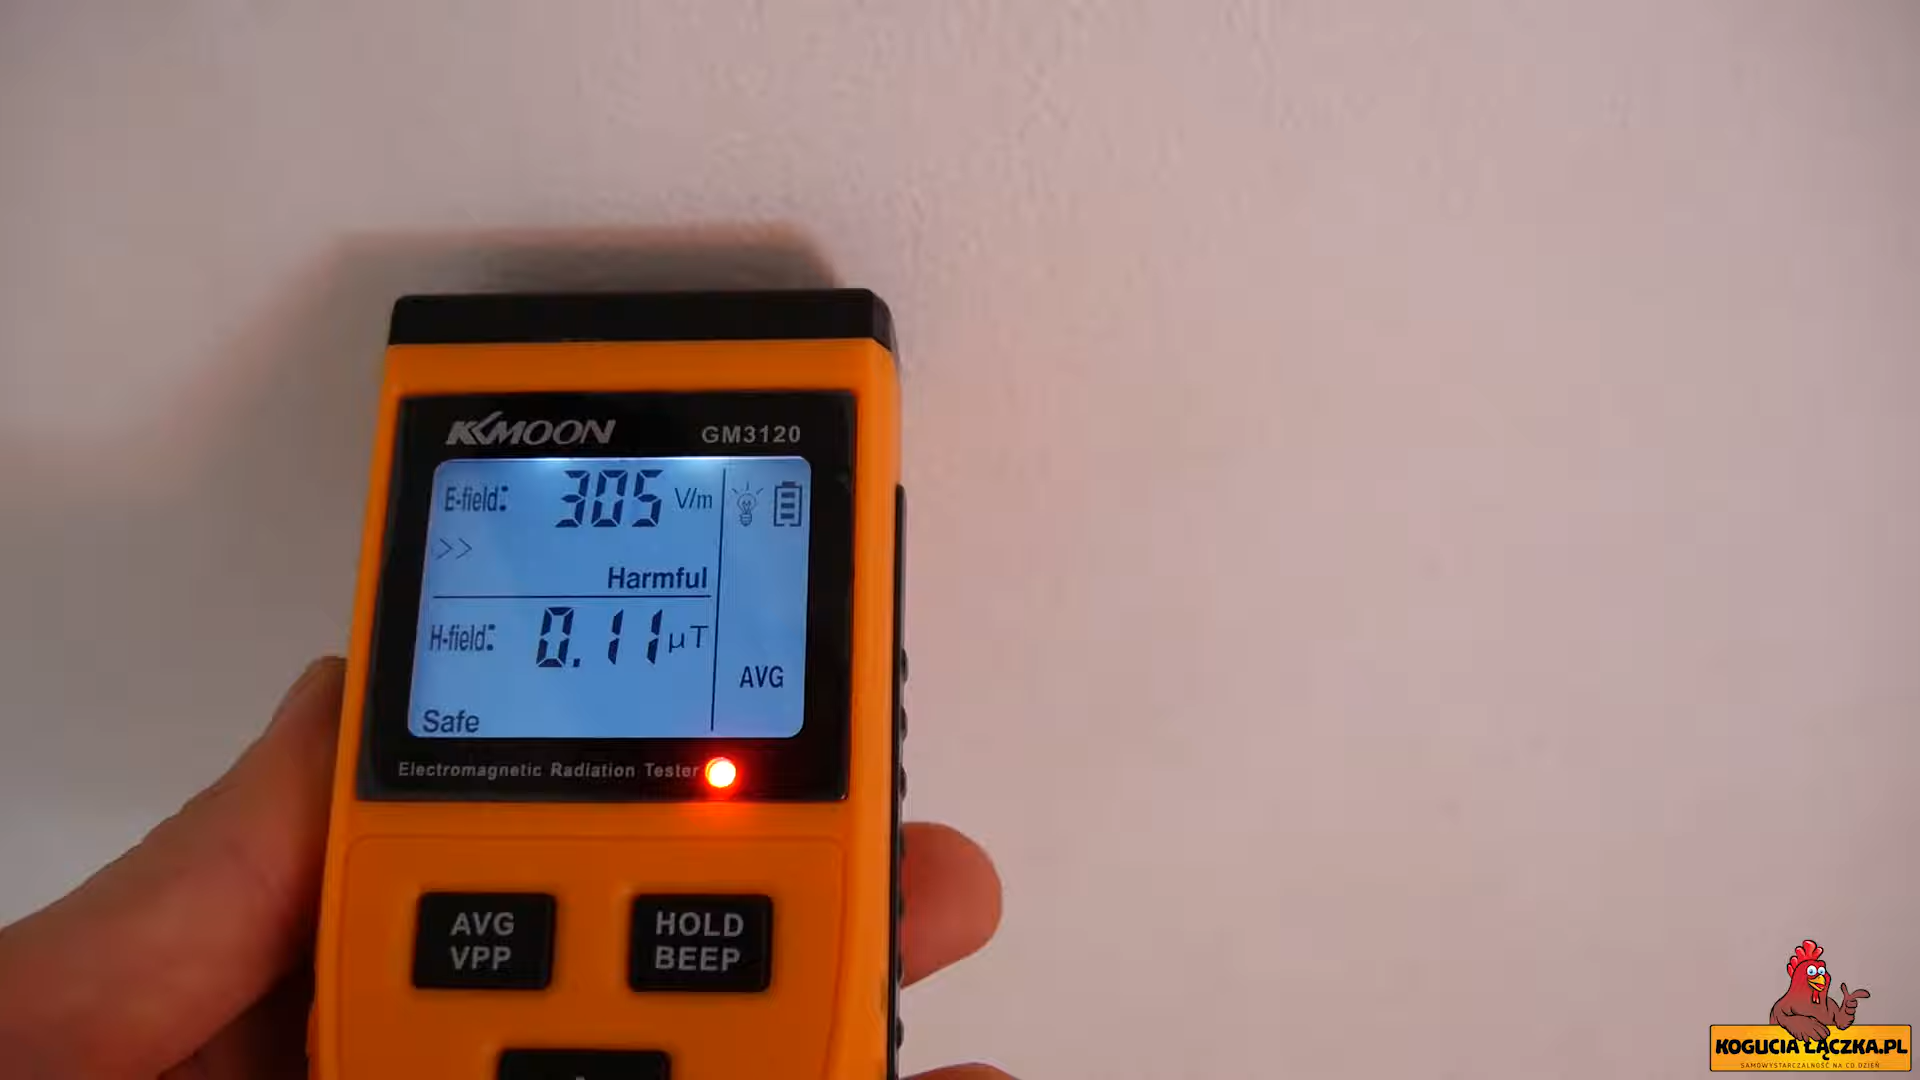 KKMOON GM3120
E-field: 305 V/m
>>
Harmful
H-field: 0.11 μT
AVG
Safe
Electromagnetic Radiation Tester
AVG
VPP
HOLD
BEEP
KOGUCIA ŁĄCZKA.PL
SAMOWYSTARCZALNOŚĆ NA CO DZIEŃ